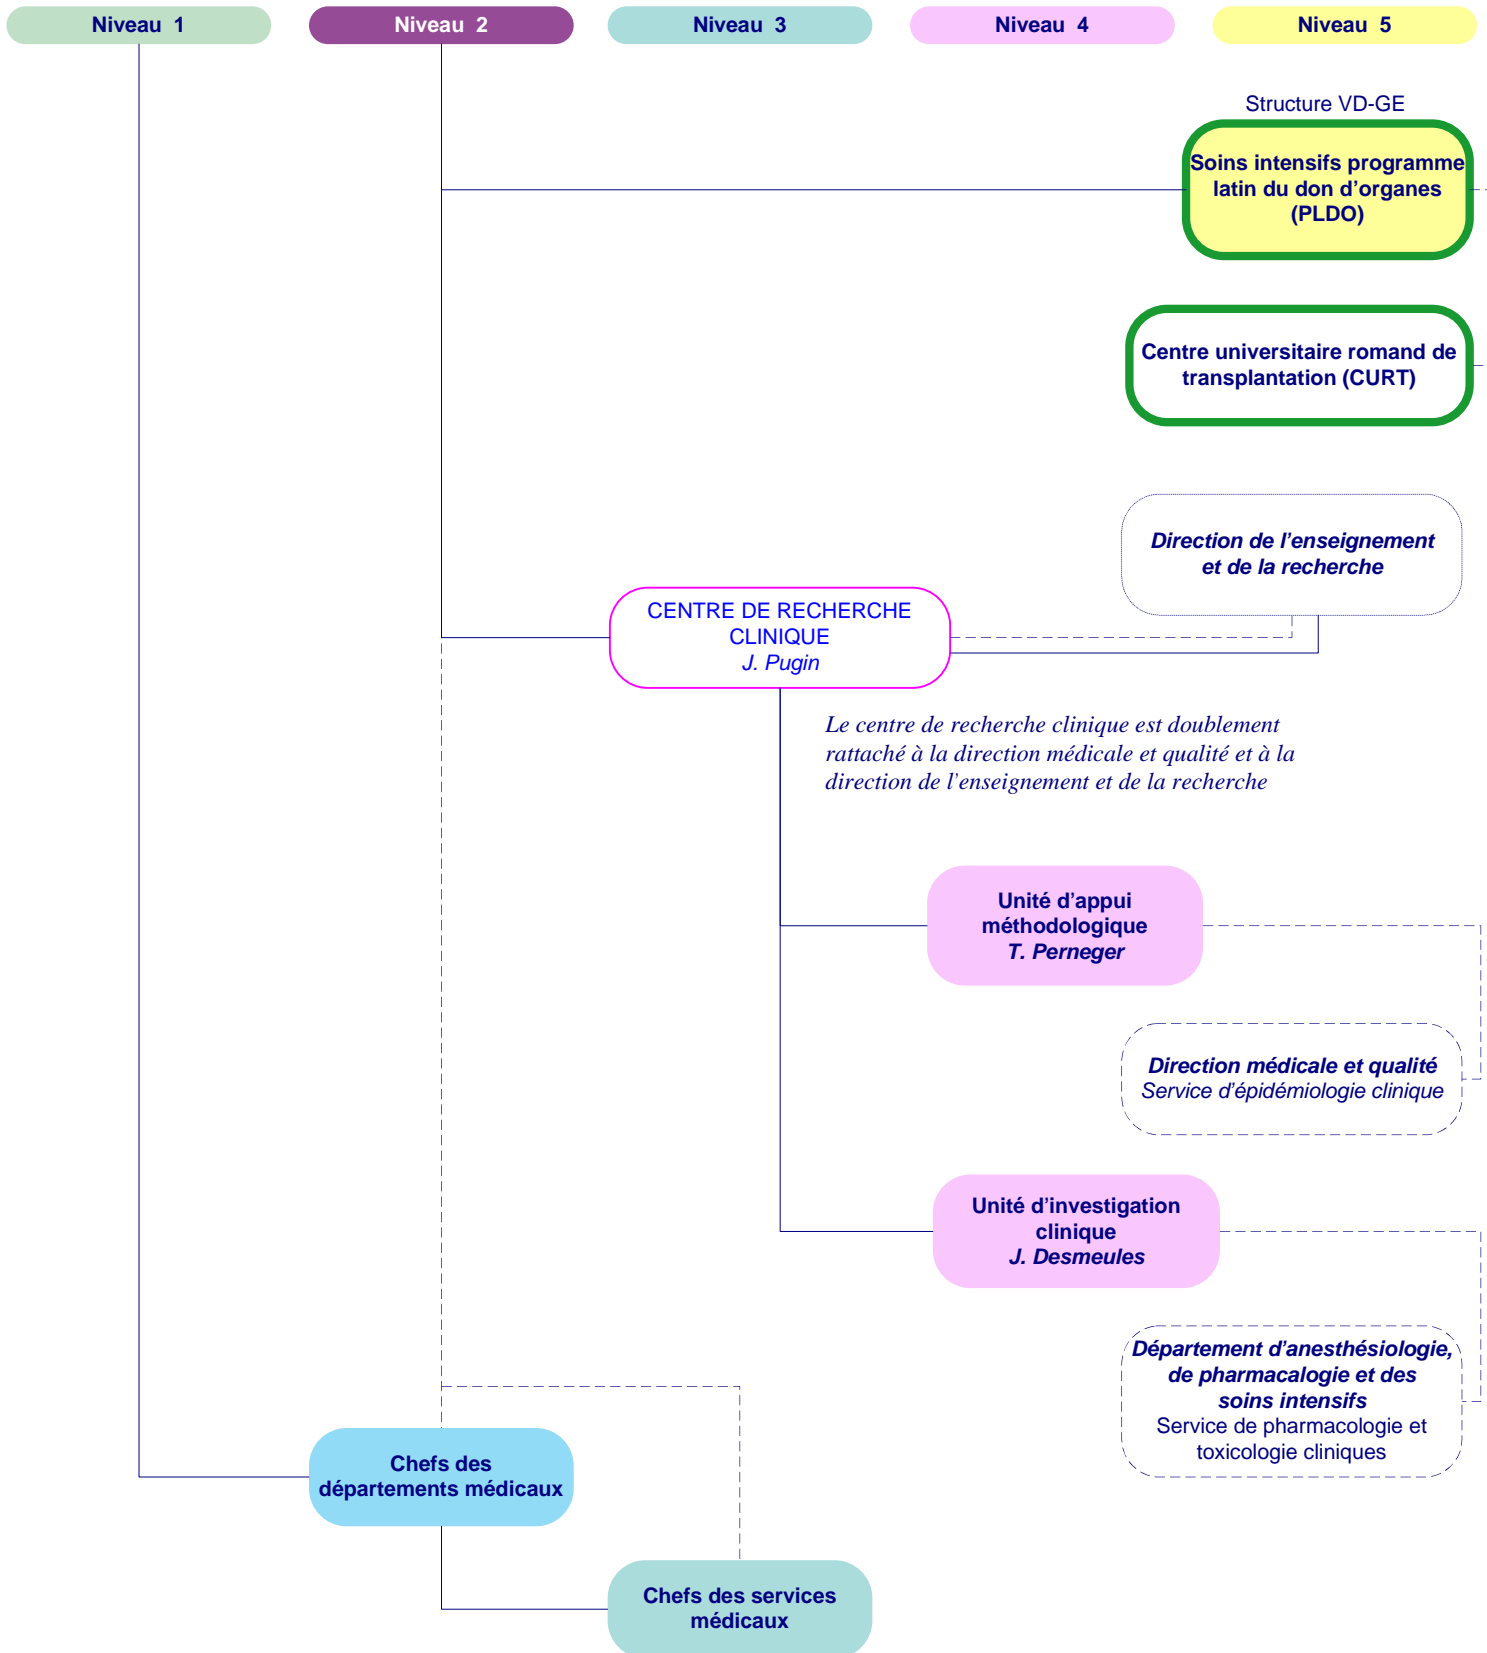 Niveau 1
Niveau 2
Niveau 3
Niveau 4
Niveau 5
Structure VD-GE
Soins intensifs programme
latin du don d’organes
(PLDO)
Centre universitaire romand de
transplantation (CURT)
Direction de l’enseignement
et de la recherche
CENTRE DE RECHERCHE
CLINIQUE
J. Pugin
Le centre de recherche clinique est doublement
rattaché à la direction médicale et qualité et à la
direction de l’enseignement et de la recherche
Unité d’appui
méthodologique
T. Perneger
Direction médicale et qualité
Service d’épidémiologie clinique
Unité d’investigation
clinique
J. Desmeules
Département d’anesthésiologie,
de pharmacalogie et des
soins intensifs
Service de pharmacologie et
toxicologie cliniques
Chefs des
départements médicaux
Chefs des services
médicaux